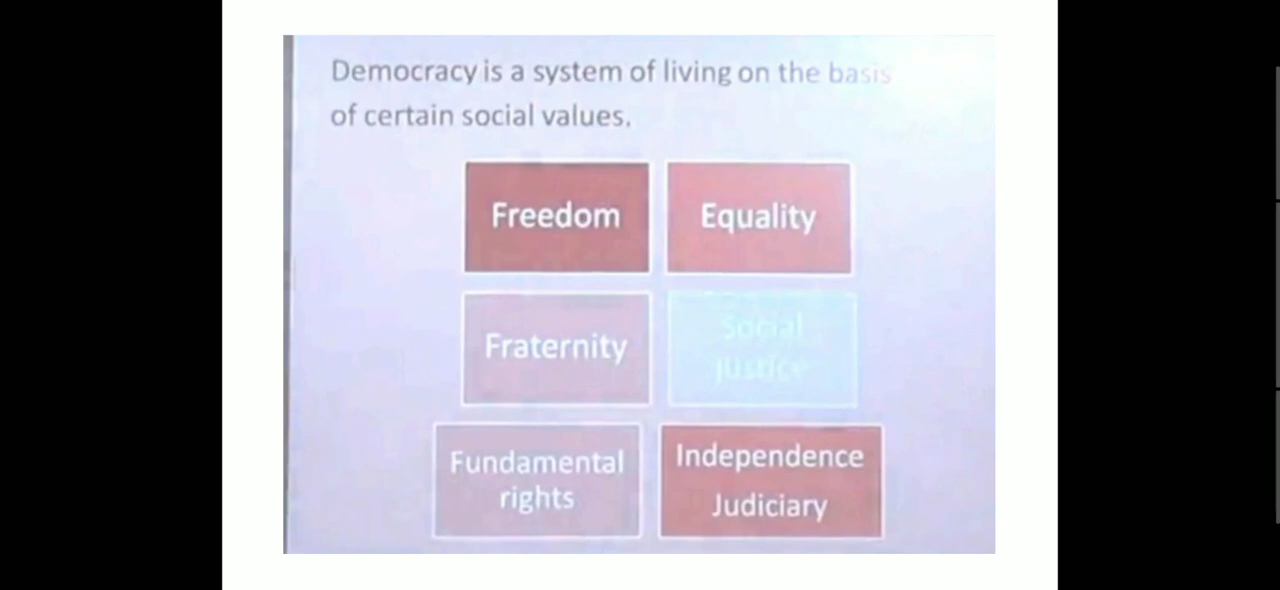 Democracy is a system of living on the basis
of certain social values.
Freedom
Equality
Fraternity
Social
justice
Fundamental
rights
Independence
Judiciary